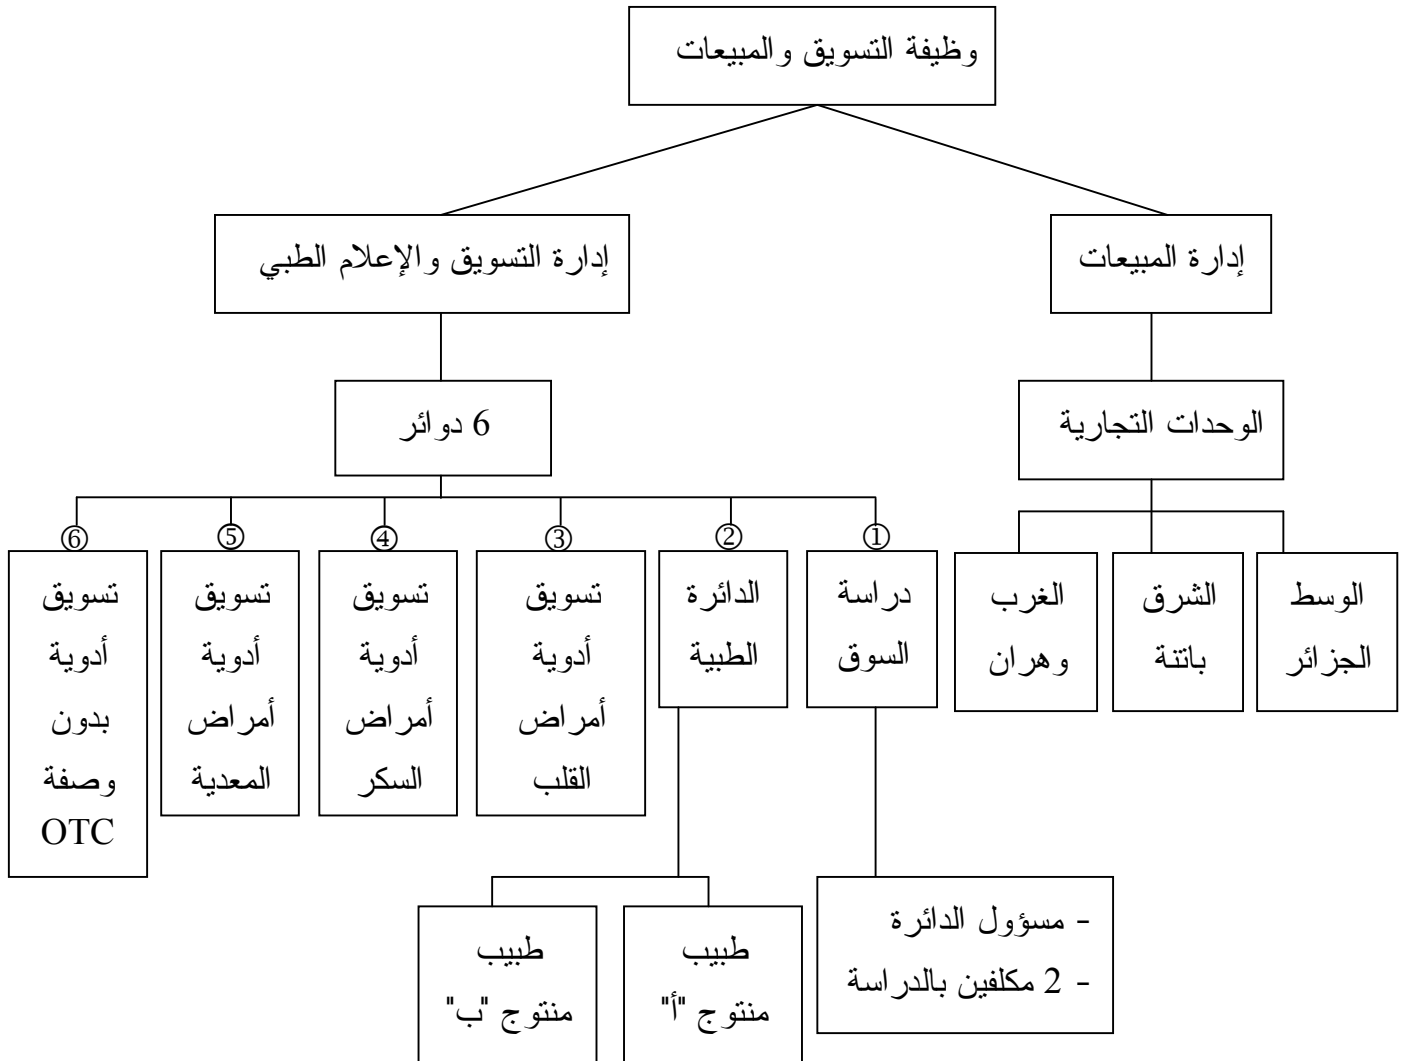 وظيفة التسويق والمبيعات
إدارة المبيعات
إدارة التسويق والإعلام الطبي
الوحدات التجارية
6 دوائر
الوسط
الجزائر
الشرق
باتنة
الغرب
وهران
①
دراسة
السوق
②
الدائرة
الطبية
③
تسويق
أدوية
أمراض
القلب
④
تسويق
أدوية
أمراض
السكر
⑤
تسويق
أدوية
أمراض
المعدية
⑥
تسويق
أدوية
بدون
وصفة
OTC
- مسؤول الدائرة
- 2 مكلفين بالدراسة
طبيب
منتوج "أ"
طبيب
منتوج "ب"